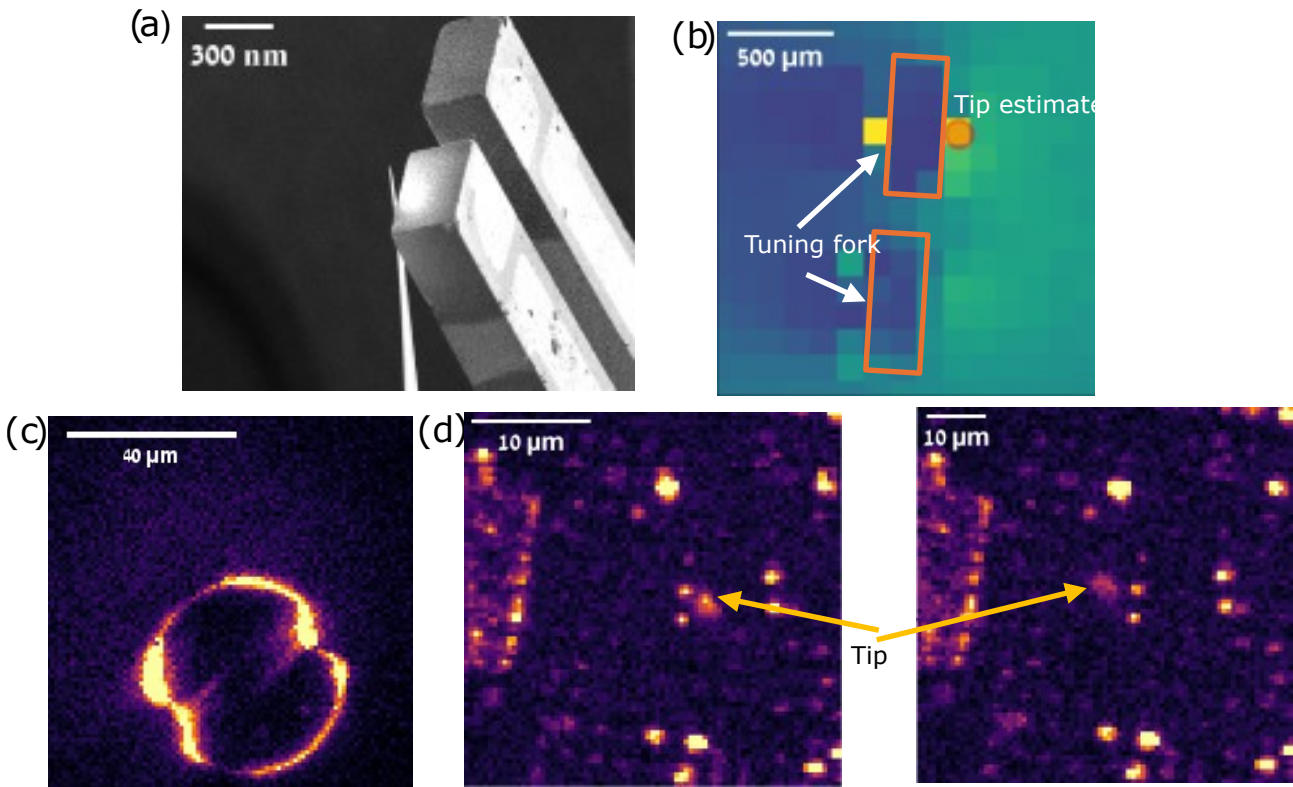 (a)
300 nm
(b)
500 µm
Tip estimate
Tuning fork
(c)
40 µm
(d)
10 µm
10 µm
Tip